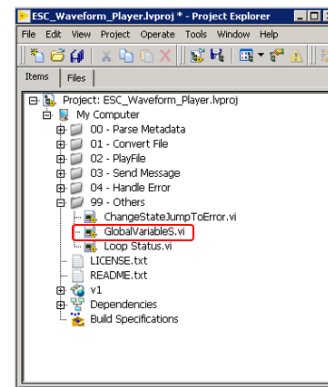 ESC_Waveform_Player.lvproj * - Project Explorer
File Edit View Project Operate Tools Window Help
Items Files
Project: ESC_Waveform_Player.lvproj
My Computer
00 - Parse Metadata
01 - Convert File
02 - PlayFile
03 - Send Message
04 - Handle Error
99 - Others
ChangeStateJumpToError.vi
GlobalVariableS.vi
Loop Status.vi
LICENSE.txt
README.txt
v1
Dependencies
Build Specifications